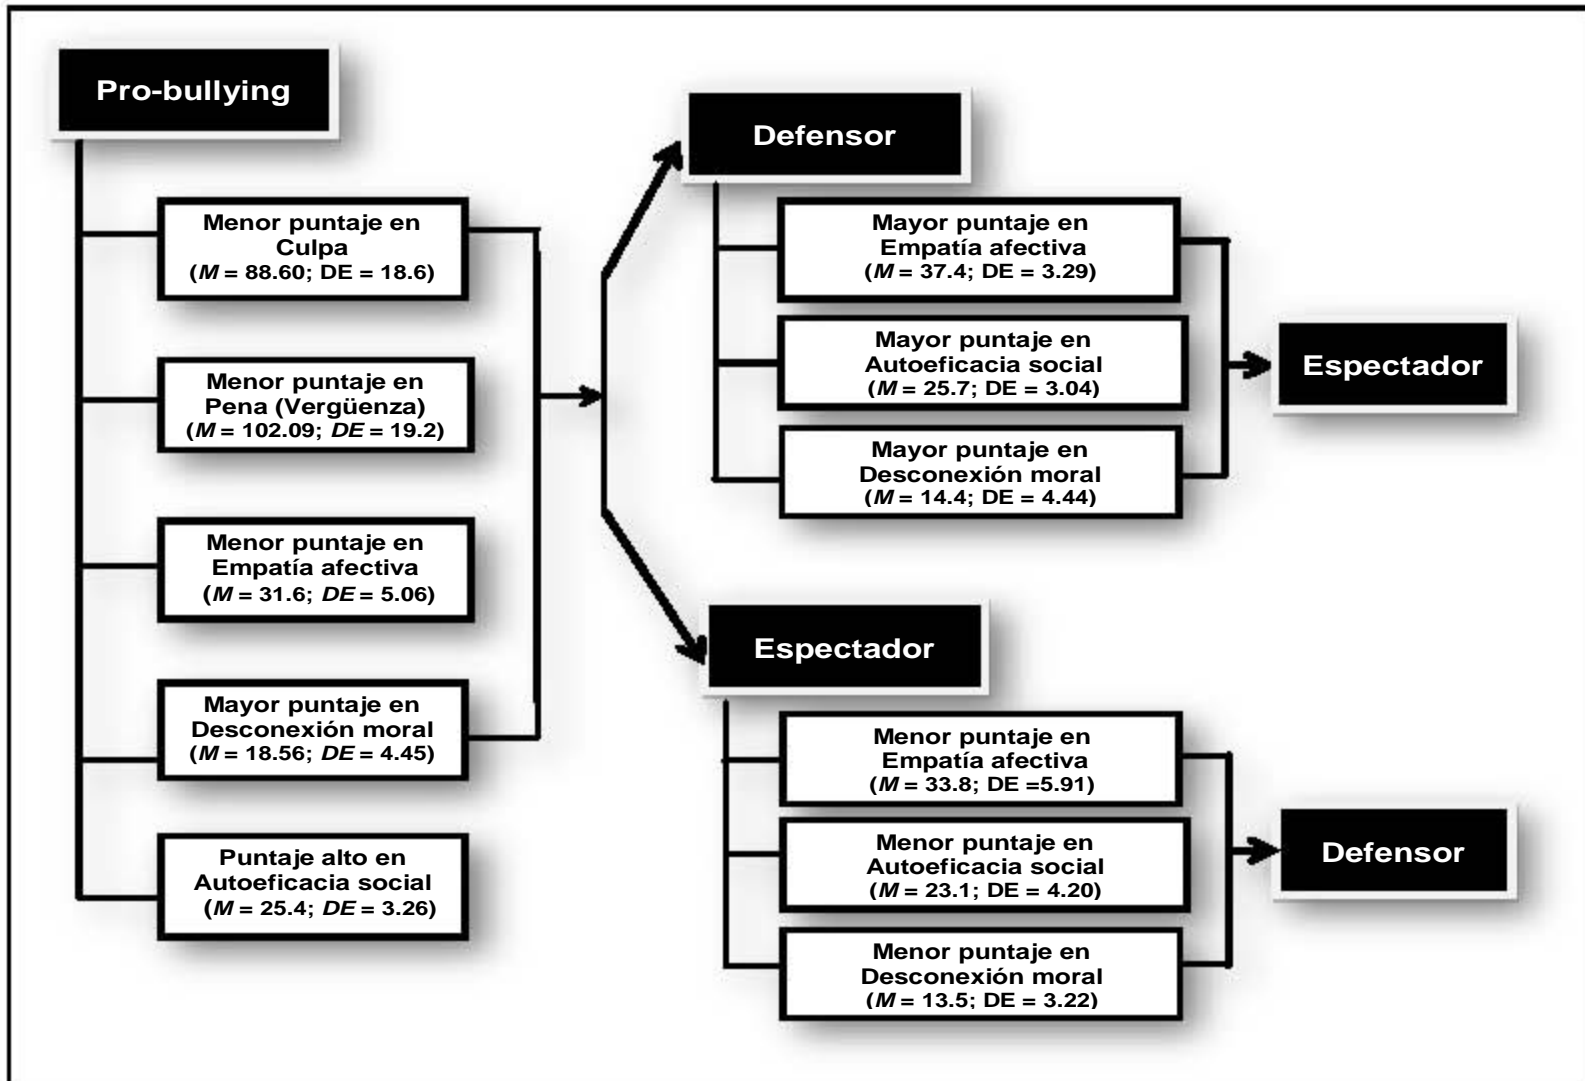 Pro-bullying
Menor puntaje en
Culpa
(M = 88.60; DE = 18.6)
Menor puntaje en
Pena (Vergüenza)
(M = 102.09; DE = 19.2)
Menor puntaje en
Empatía afectiva
(M = 31.6; DE = 5.06)
Mayor puntaje en
Desconexión moral
(M = 18.56; DE = 4.45)
Puntaje alto en
Autoeficacia social
(M = 25.4; DE = 3.26)
Defensor
Mayor puntaje en
Empatía afectiva
(M = 37.4; DE = 3.29)
Mayor puntaje en
Autoeficacia social
(M = 25.7; DE = 3.04)
Mayor puntaje en
Desconexión moral
(M = 14.4; DE = 4.44)
Espectador
Espectador
Menor puntaje en
Empatía afectiva
(M = 33.8; DE =5.91)
Menor puntaje en
Autoeficacia social
(M = 23.1; DE = 4.20)
Menor puntaje en
Desconexión moral
(M = 13.5; DE = 3.22)
Defensor